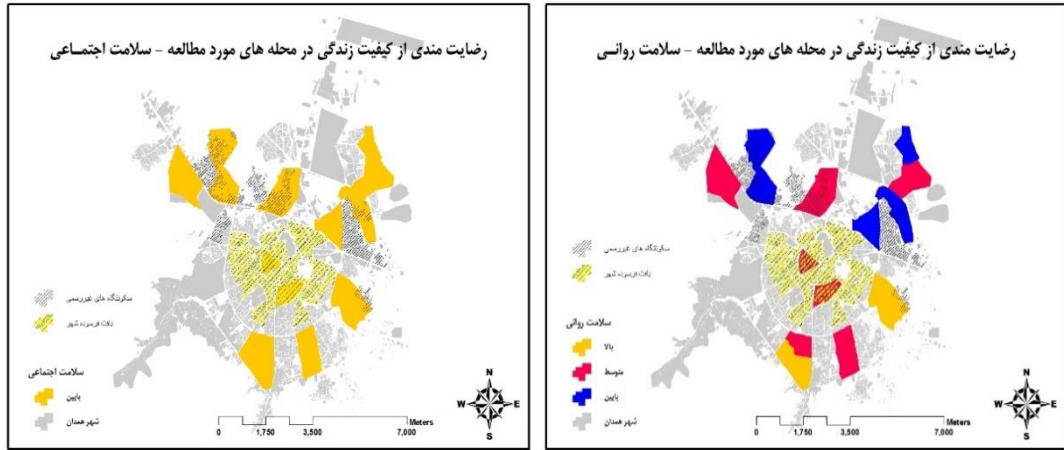 رضایت مندی از کیفیت زندگی در محله های مورد مطالعه - سلامت اجتمـاعی
سکونتگاه های غیررسمی
بافت فرسوده شهر
سلامت اجتماعی
پایین
شهر همدان
N
W
E
S
Meters
0 1,750 3,500 7,000
رضایت مندی از کیفیت زندگی در محله های مورد مطالعه - سلامت روانـی
سکونتگاه های غیررسمی
بافت فرسوده شهر
سلامت روانی
بالا
متوسط
پایین
شهر همدان
N
W
E
S
Meters
0 1,750 3,500 7,000